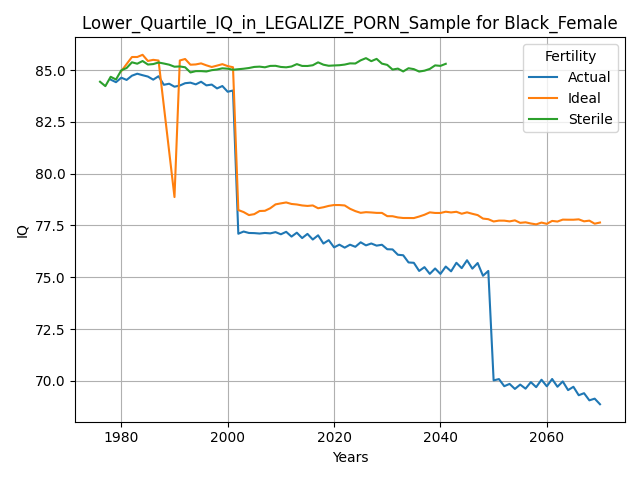 Lower_Quartile_IQ_in_LEGALIZE_PORN_Sample for Black_Female
Fertility
Actual
Ideal
Sterile
IQ
85.0
82.5
80.0
77.5
75.0
72.5
70.0
1980 2000 2020 2040 2060
Years